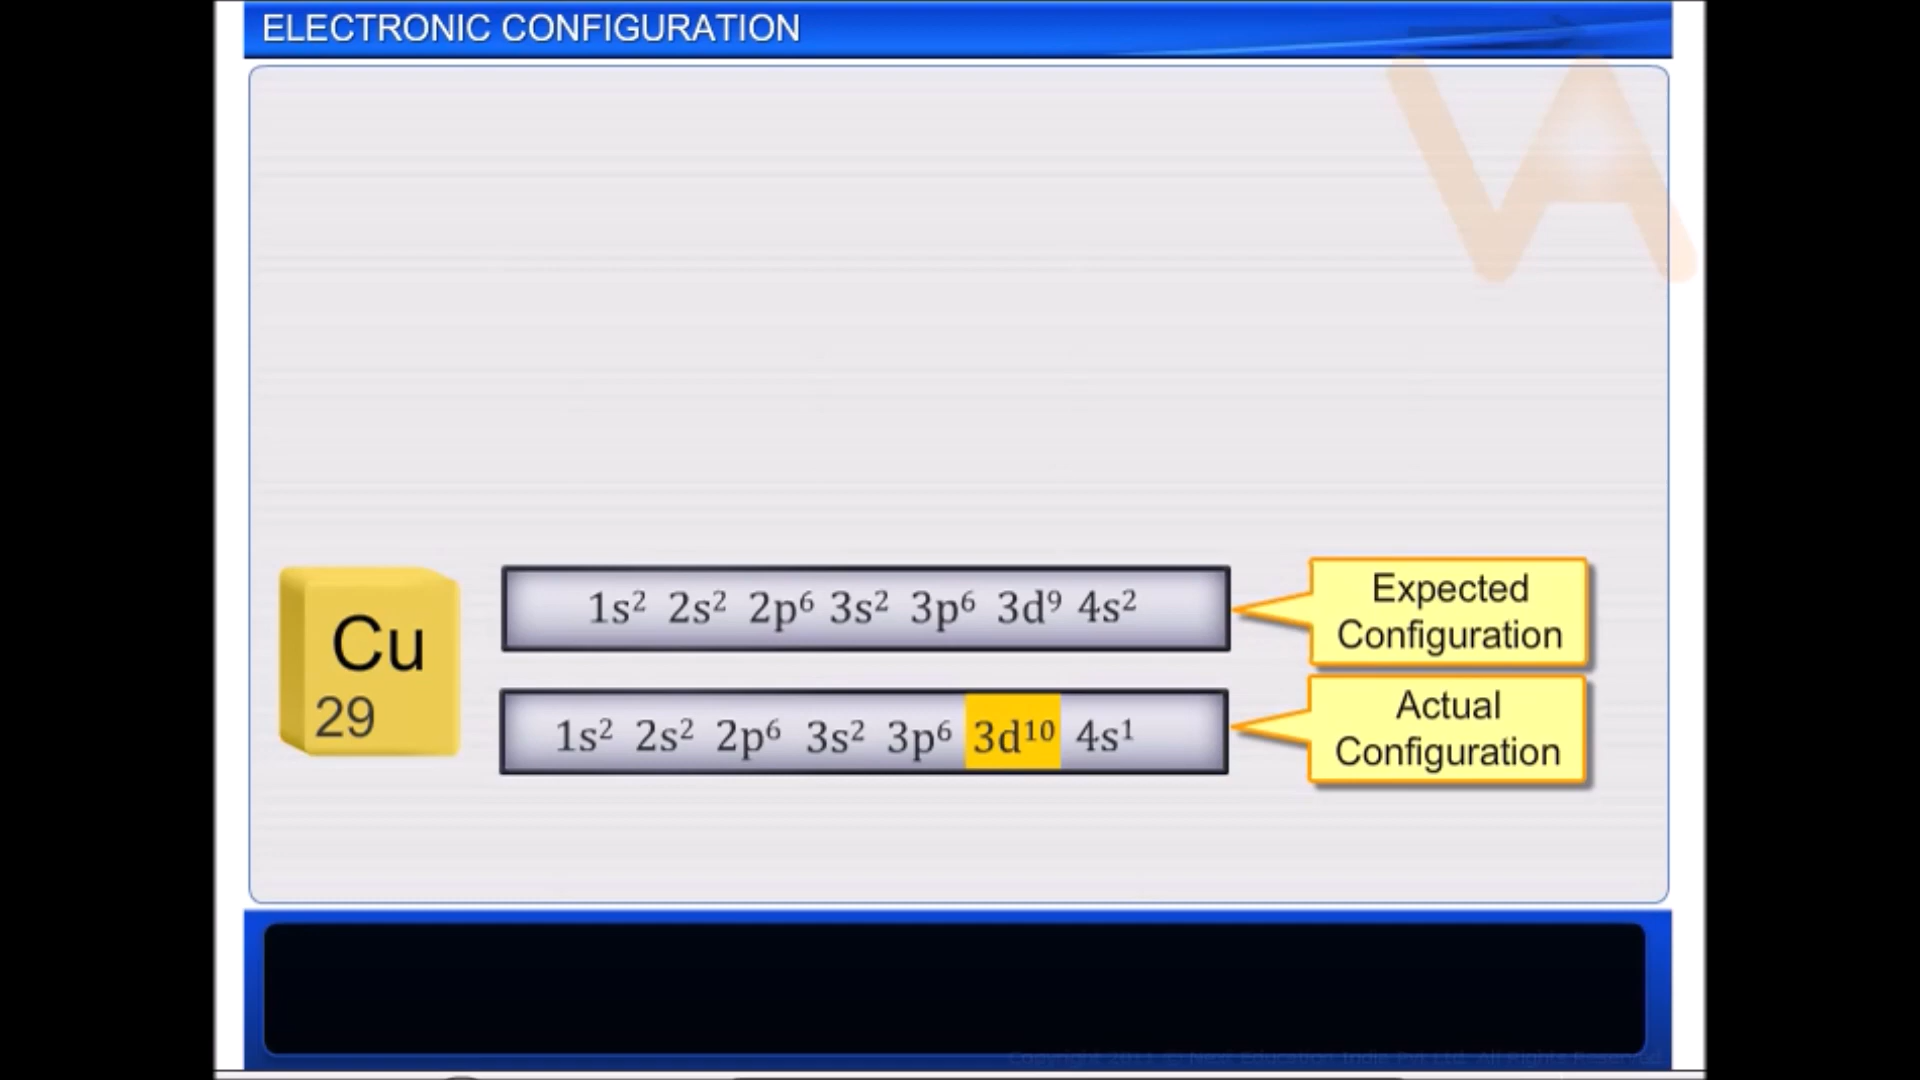 ELECTRONIC CONFIGURATION
Cu
29
1s² 2s² 2p⁶ 3s² 3p⁶ 3d⁹ 4s²
Expected
Configuration
1s² 2s² 2p⁶ 3s² 3p⁶ 3d¹⁰ 4s¹
Actual
Configuration